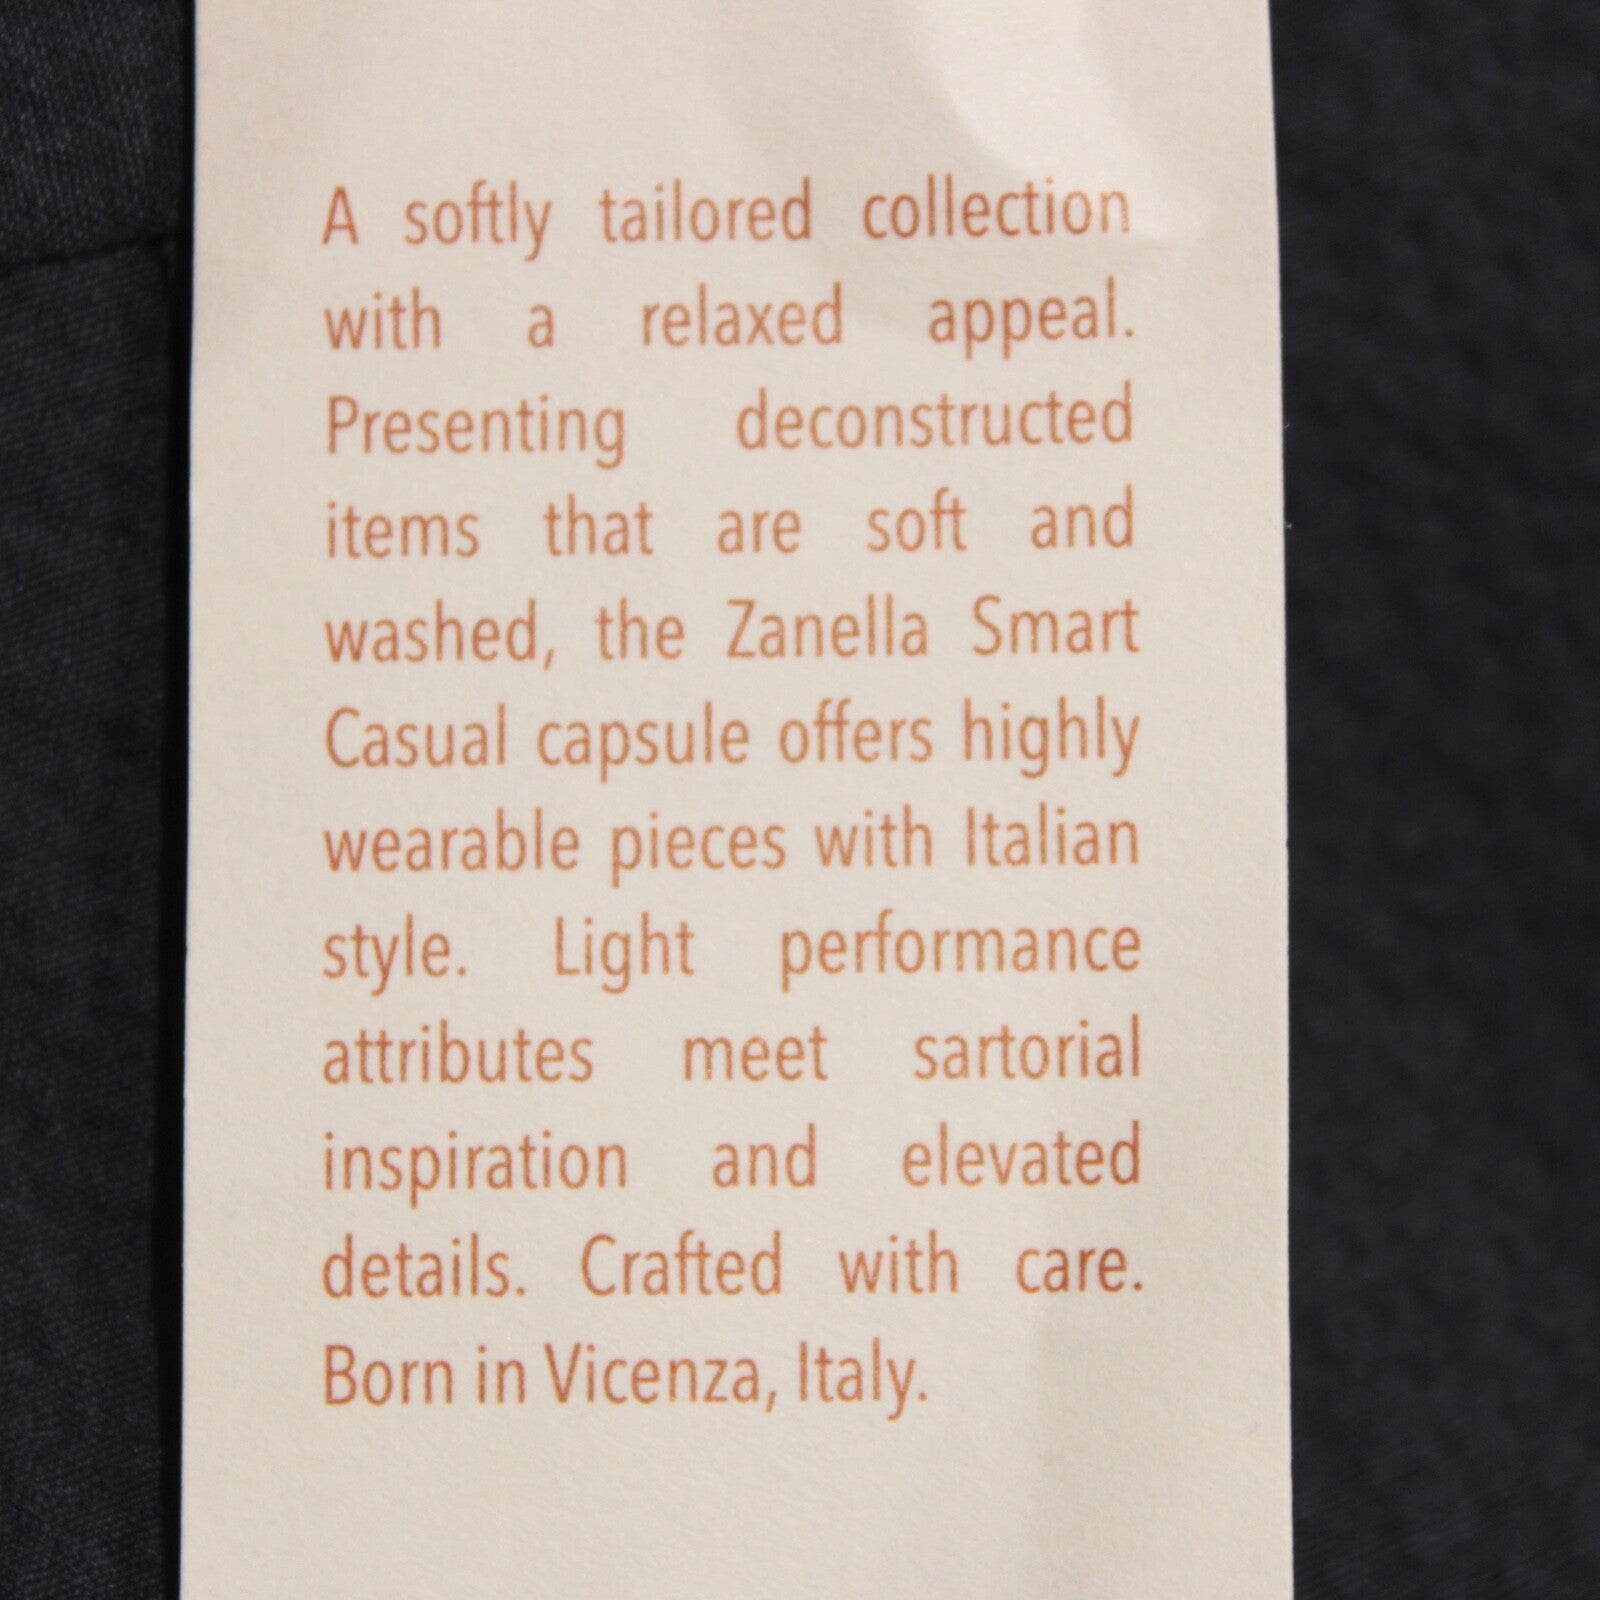 A softly tailored collection
with a relaxed appeal.
Presenting deconstructed
items that are soft and
washed, the Zanella Smart
Casual capsule offers highly
wearable pieces with Italian
style. Light performance
attributes meet sartorial
inspiration and elevated
details. Crafted with care.
Born in Vicenza, Italy.